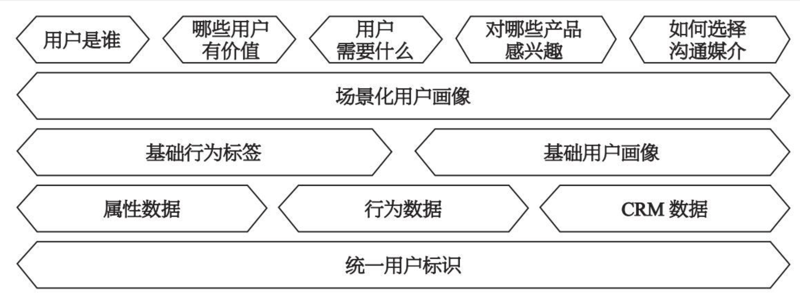 用户是谁
哪些用户
有价值
用户
需要什么
对哪些产品
感兴趣
如何选择
沟通媒介
场景化用户画像
基础行为标签
基础用户画像
属性数据
行为数据
CRM 数据
统一用户标识